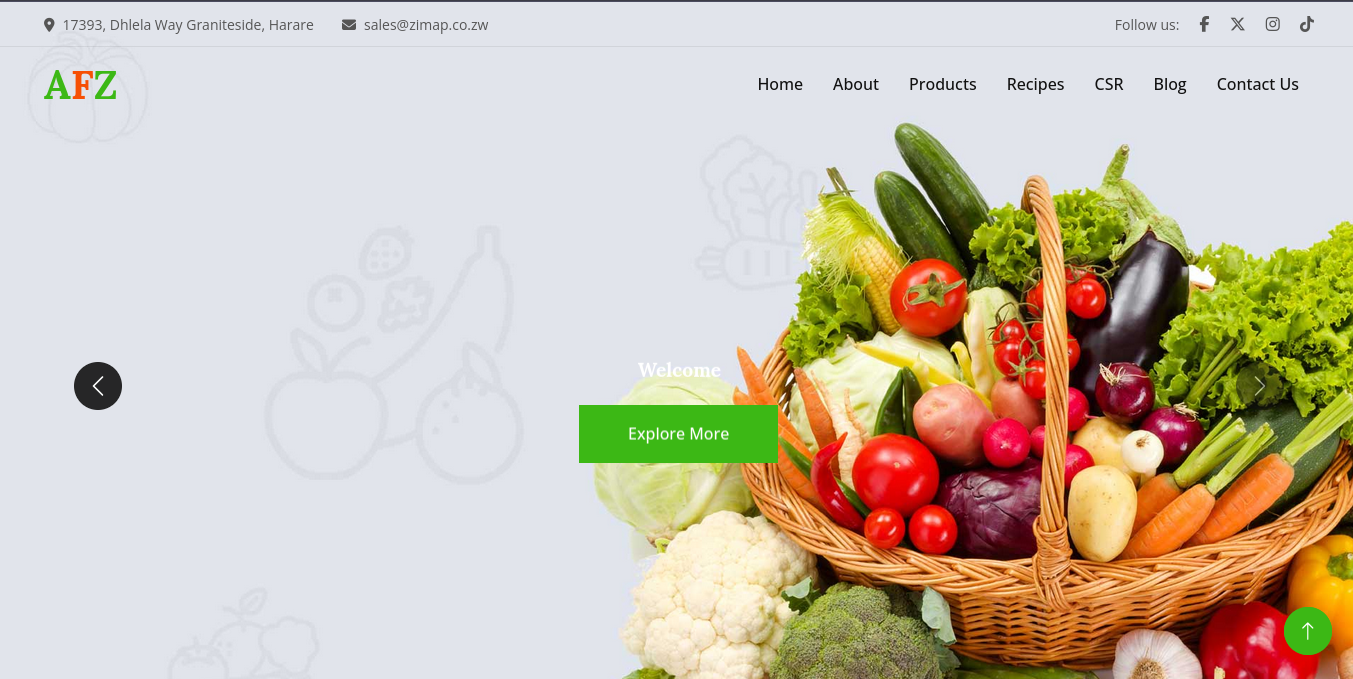 17393, Dhlela Way Graniteside, Harare sales@zimap.co.zw Follow us:
AFZ Home About Products Recipes CSR Blog Contact Us
Welcome
Explore More